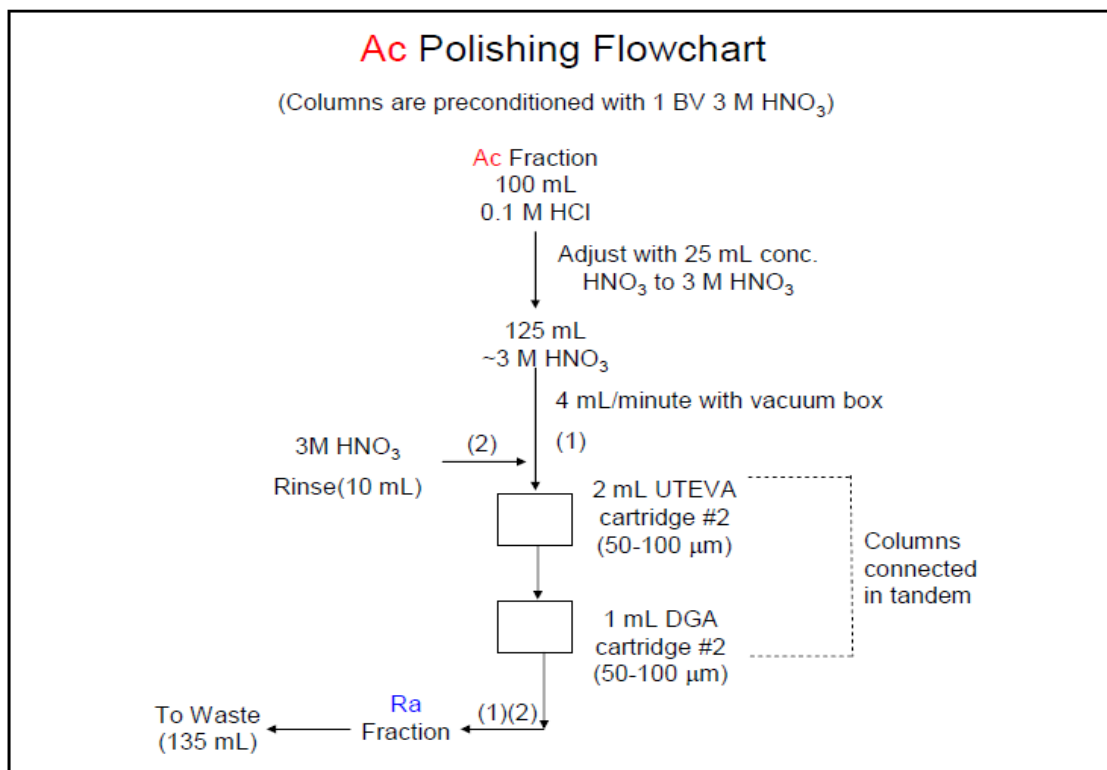 Ac Polishing Flowchart
(Columns are preconditioned with 1 BV 3 M HNO₃)
Ac Fraction
100 mL
0.1 M HCl
Adjust with 25 mL conc.
HNO₃ to 3 M HNO₃
125 mL
~3 M HNO₃
4 mL/minute with vacuum box
3M HNO₃
Rinse(10 mL)
(2)
(1)
2 mL UTEVA
cartridge #2
(50-100 μm)
Columns
connected
in tandem
1 mL DGA
cartridge #2
(50-100 μm)
(1)(2)
Ra
Fraction
To Waste
(135 mL)